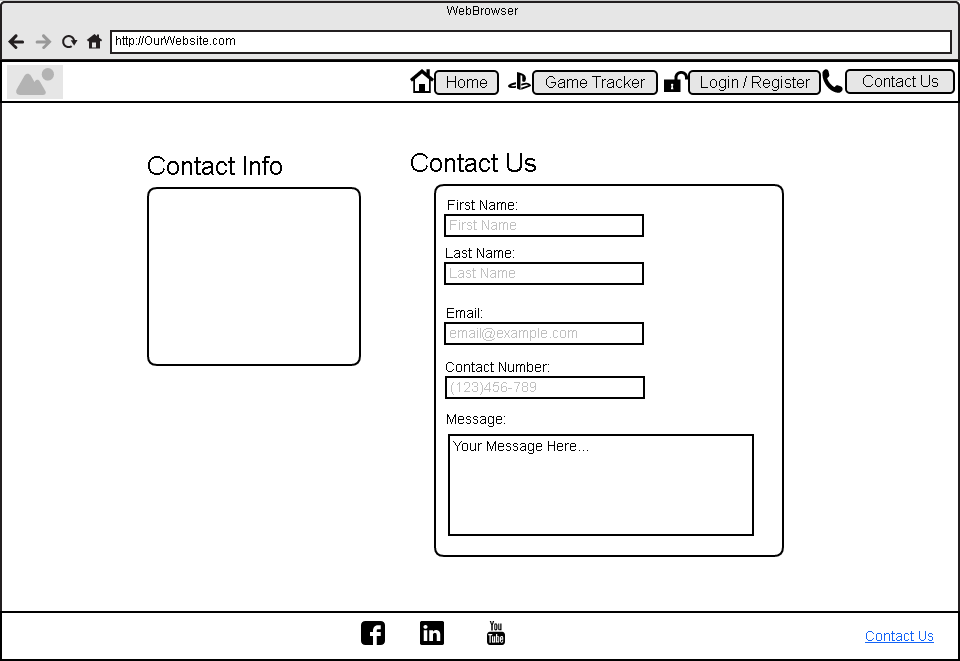 WebBrowser
http://OurWebsite.com
Home
Game Tracker
Login / Register
Contact Us
Contact Info
Contact Us
First Name:
First Name
Last Name:
Last Name
Email:
email@example.com
Contact Number:
(123)456-789
Message:
Your Message Here...
You
Tube
Contact Us